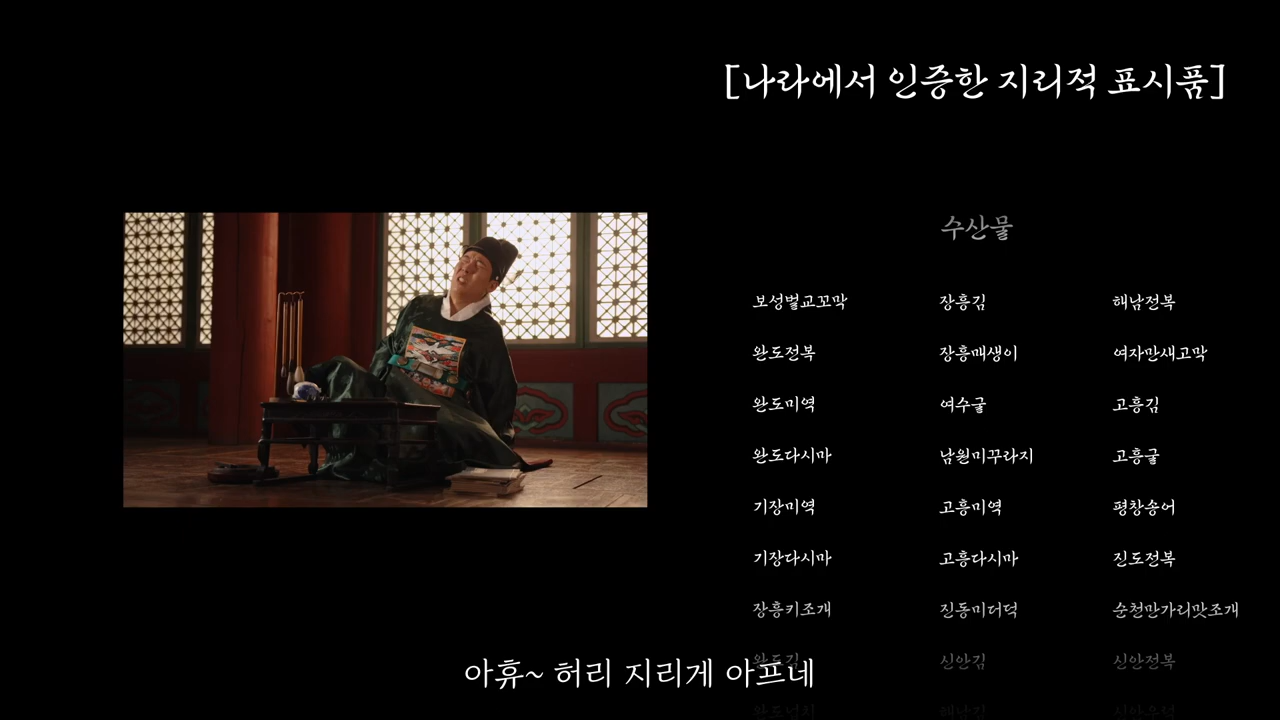 [나라에서 인증한 지리적 표시품]
수산물
보성벌교꼬막 장흥김 해남전복
완도전복 장흥매생이 여자만새고막
완도미역 여수굴 고흥김
완도다시마 남원미꾸라지 고흥굴
기장미역 고흥미역 평창송어
기장다시마 고흥다시마 진도전복
장흥키조개 진동미더덕 순천만가리맛조개
완도김 신안김 신안전복
해남김
아휴~ 허리 지리게 아프네